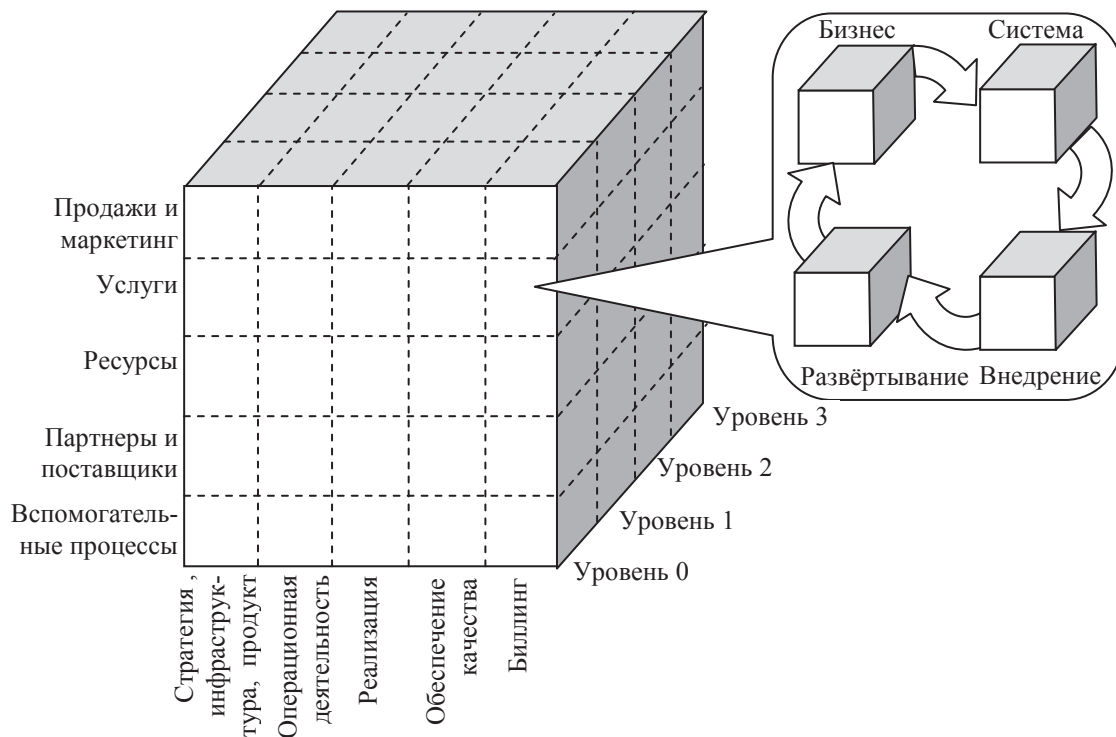 Бизнес
Система
Продажи и
маркетинг
Услуги
Ресурсы
Развёртывание
Внедрение
Партнеры и
поставщики
Вспомогатель-
ные процессы
Уровень 3
Уровень 2
Уровень 1
Уровень 0
Стратегия ,
инфраструк-
тура, продукт
Операционная
деятельность
Реализация
Обеспечение
качества
Биллинг